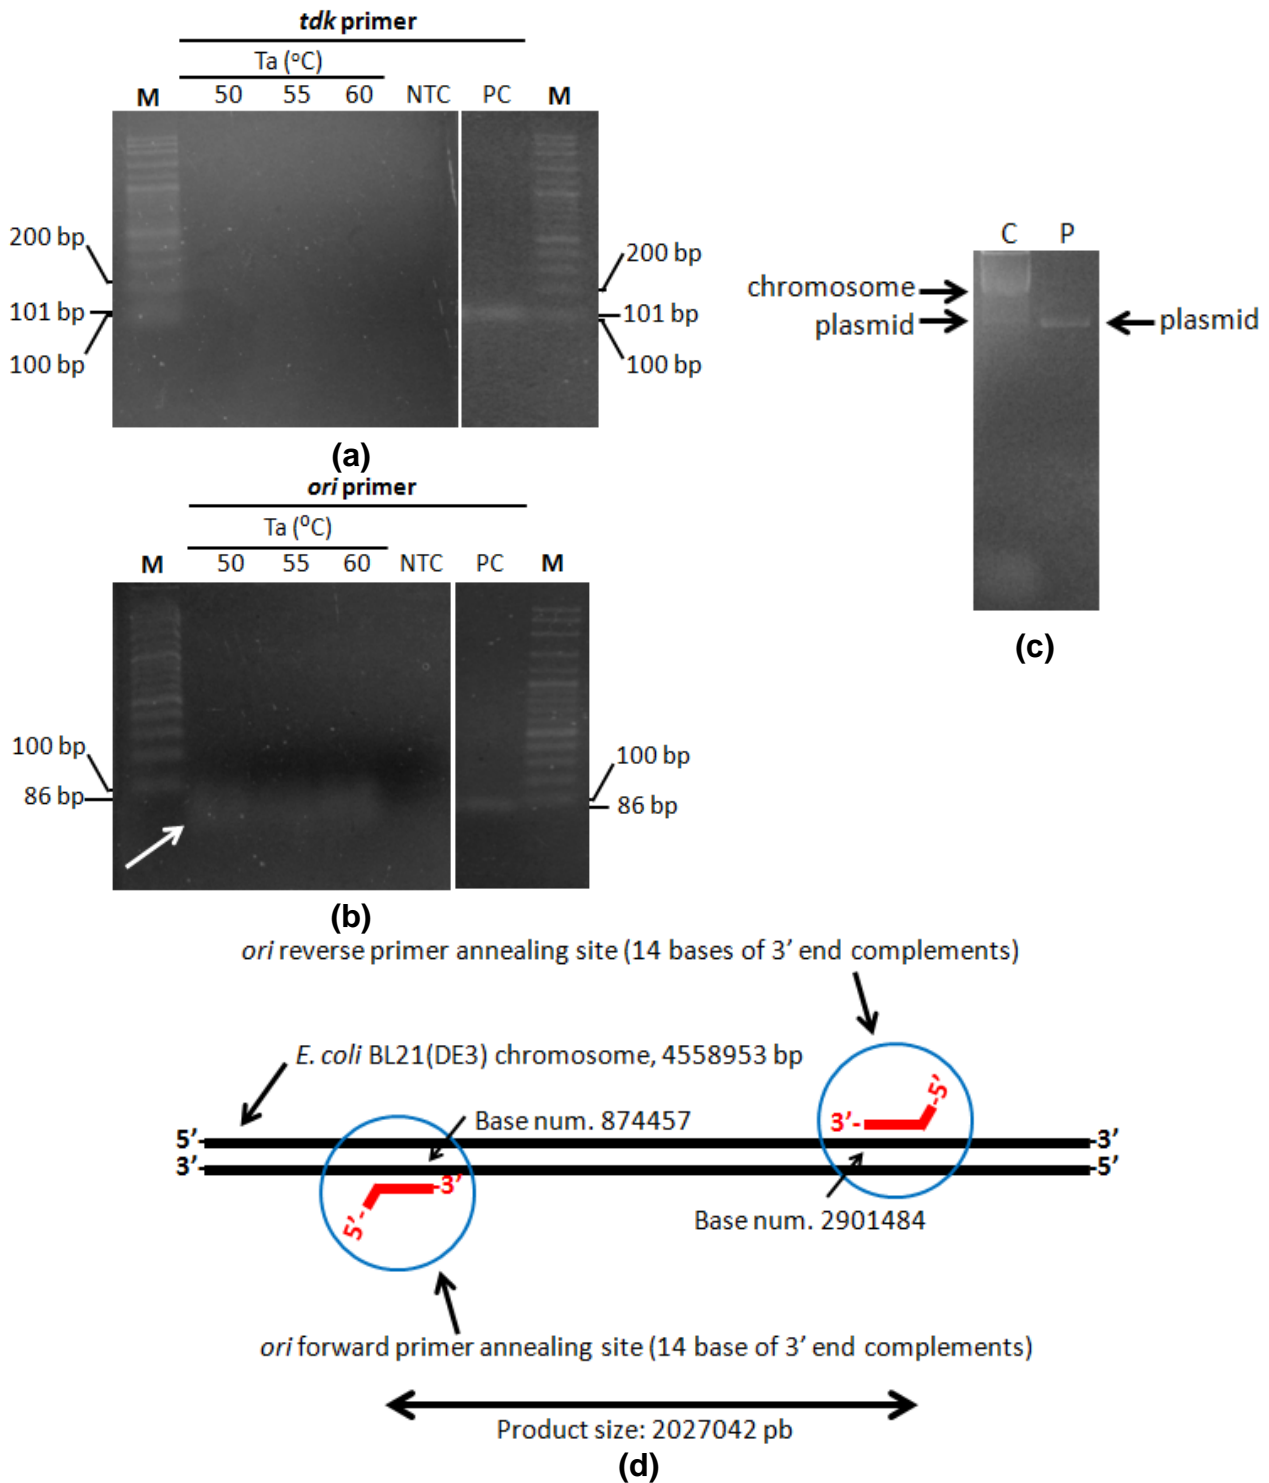 tdk primer
Ta (ºC)
M 50 55 60 NTC PC M
200 bp
101 bp
100 bp
200 bp
101 bp
100 bp
(a)
ori primer
Ta (⁰C)
M 50 55 60 NTC PC M
100 bp
86 bp
100 bp
86 bp
(b)
C P
chromosome
plasmid
plasmid
(c)
ori reverse primer annealing site (14 bases of 3’ end complements)
E. coli BL21(DE3) chromosome, 4558953 bp
3’- -5’
Base num. 874457
5’- -3’
3’- -5’
5’- -3’
Base num. 2901484
ori forward primer annealing site (14 base of 3’ end complements)
Product size: 2027042 pb
(d)